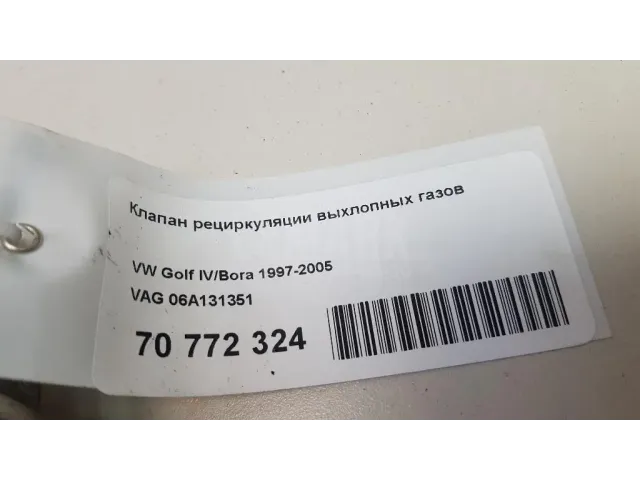 Клапан рециркуляции выхлопных газов
VW Golf IV/Bora 1997-2005
VAG 06A131351
70 772 324